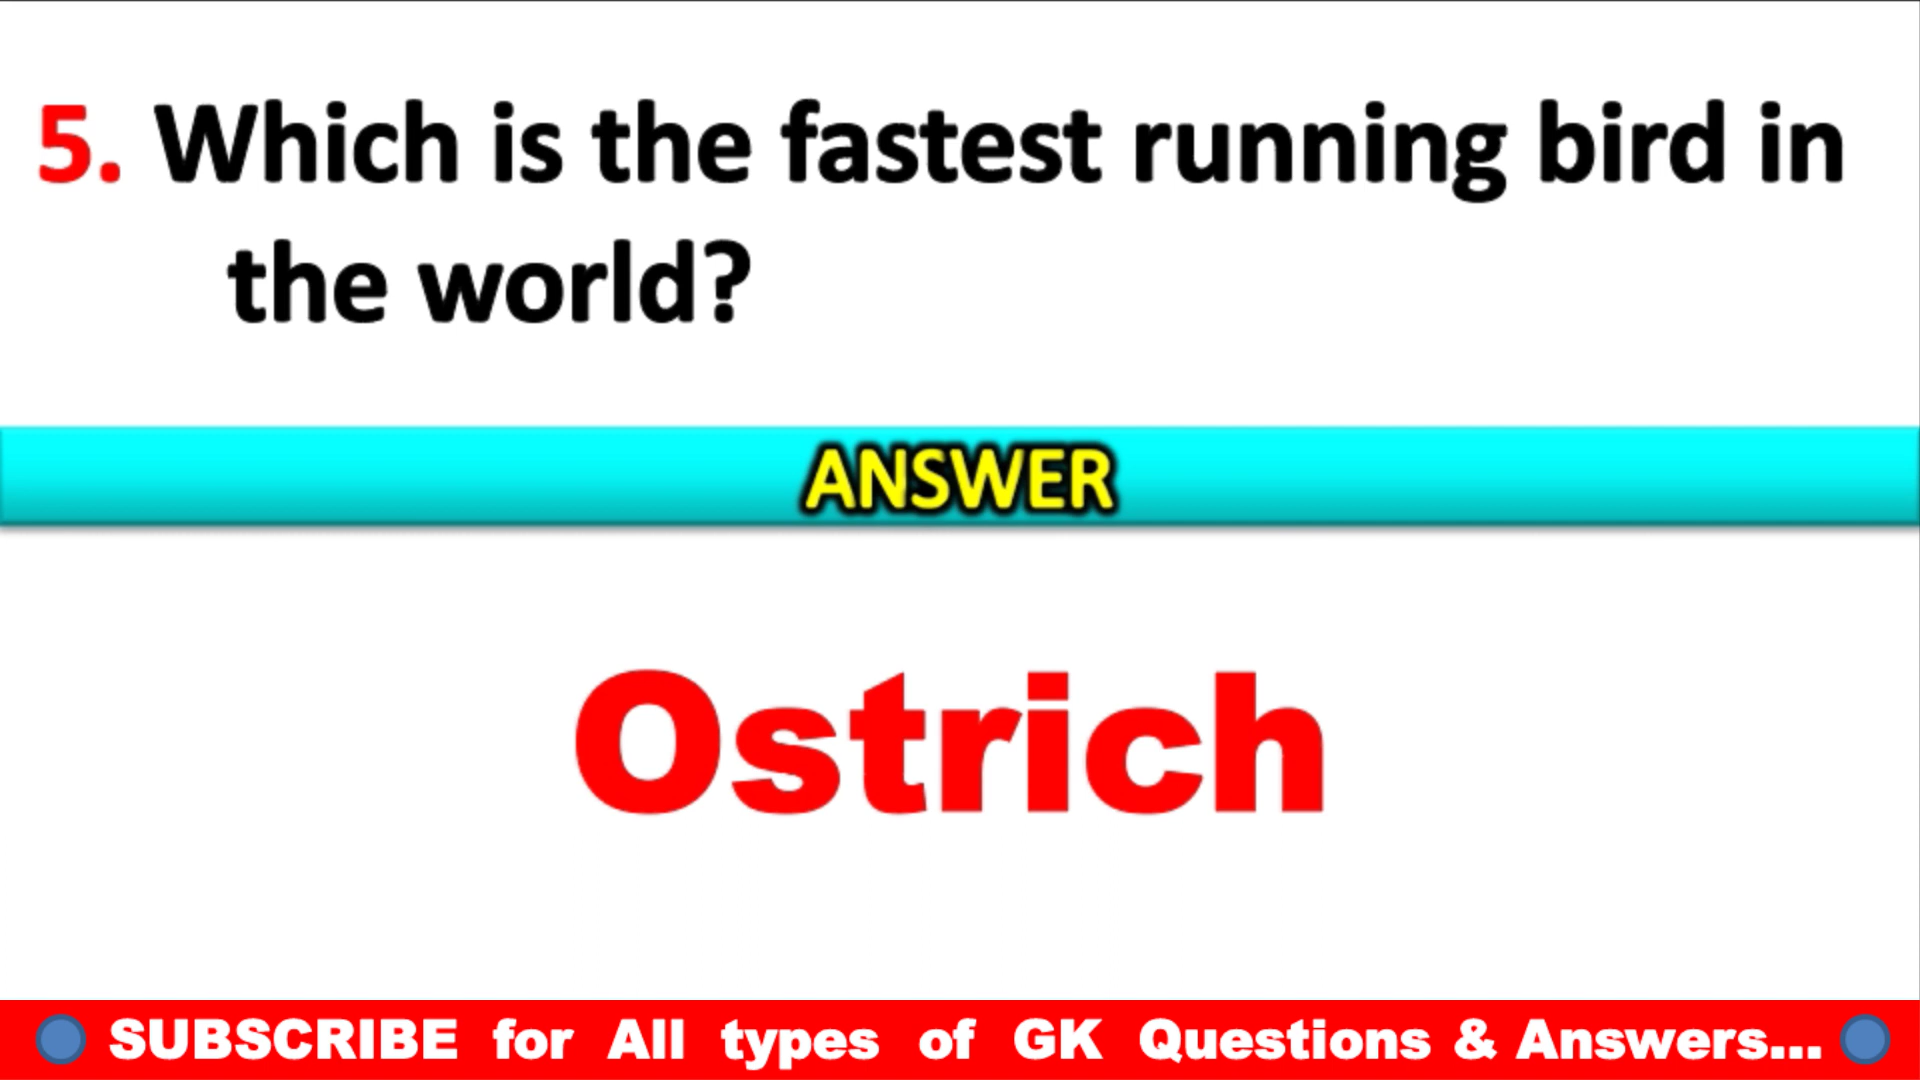 5. Which is the fastest running bird in
the world?
ANSWER
Ostrich
SUBSCRIBE for All types of GK Questions & Answers...